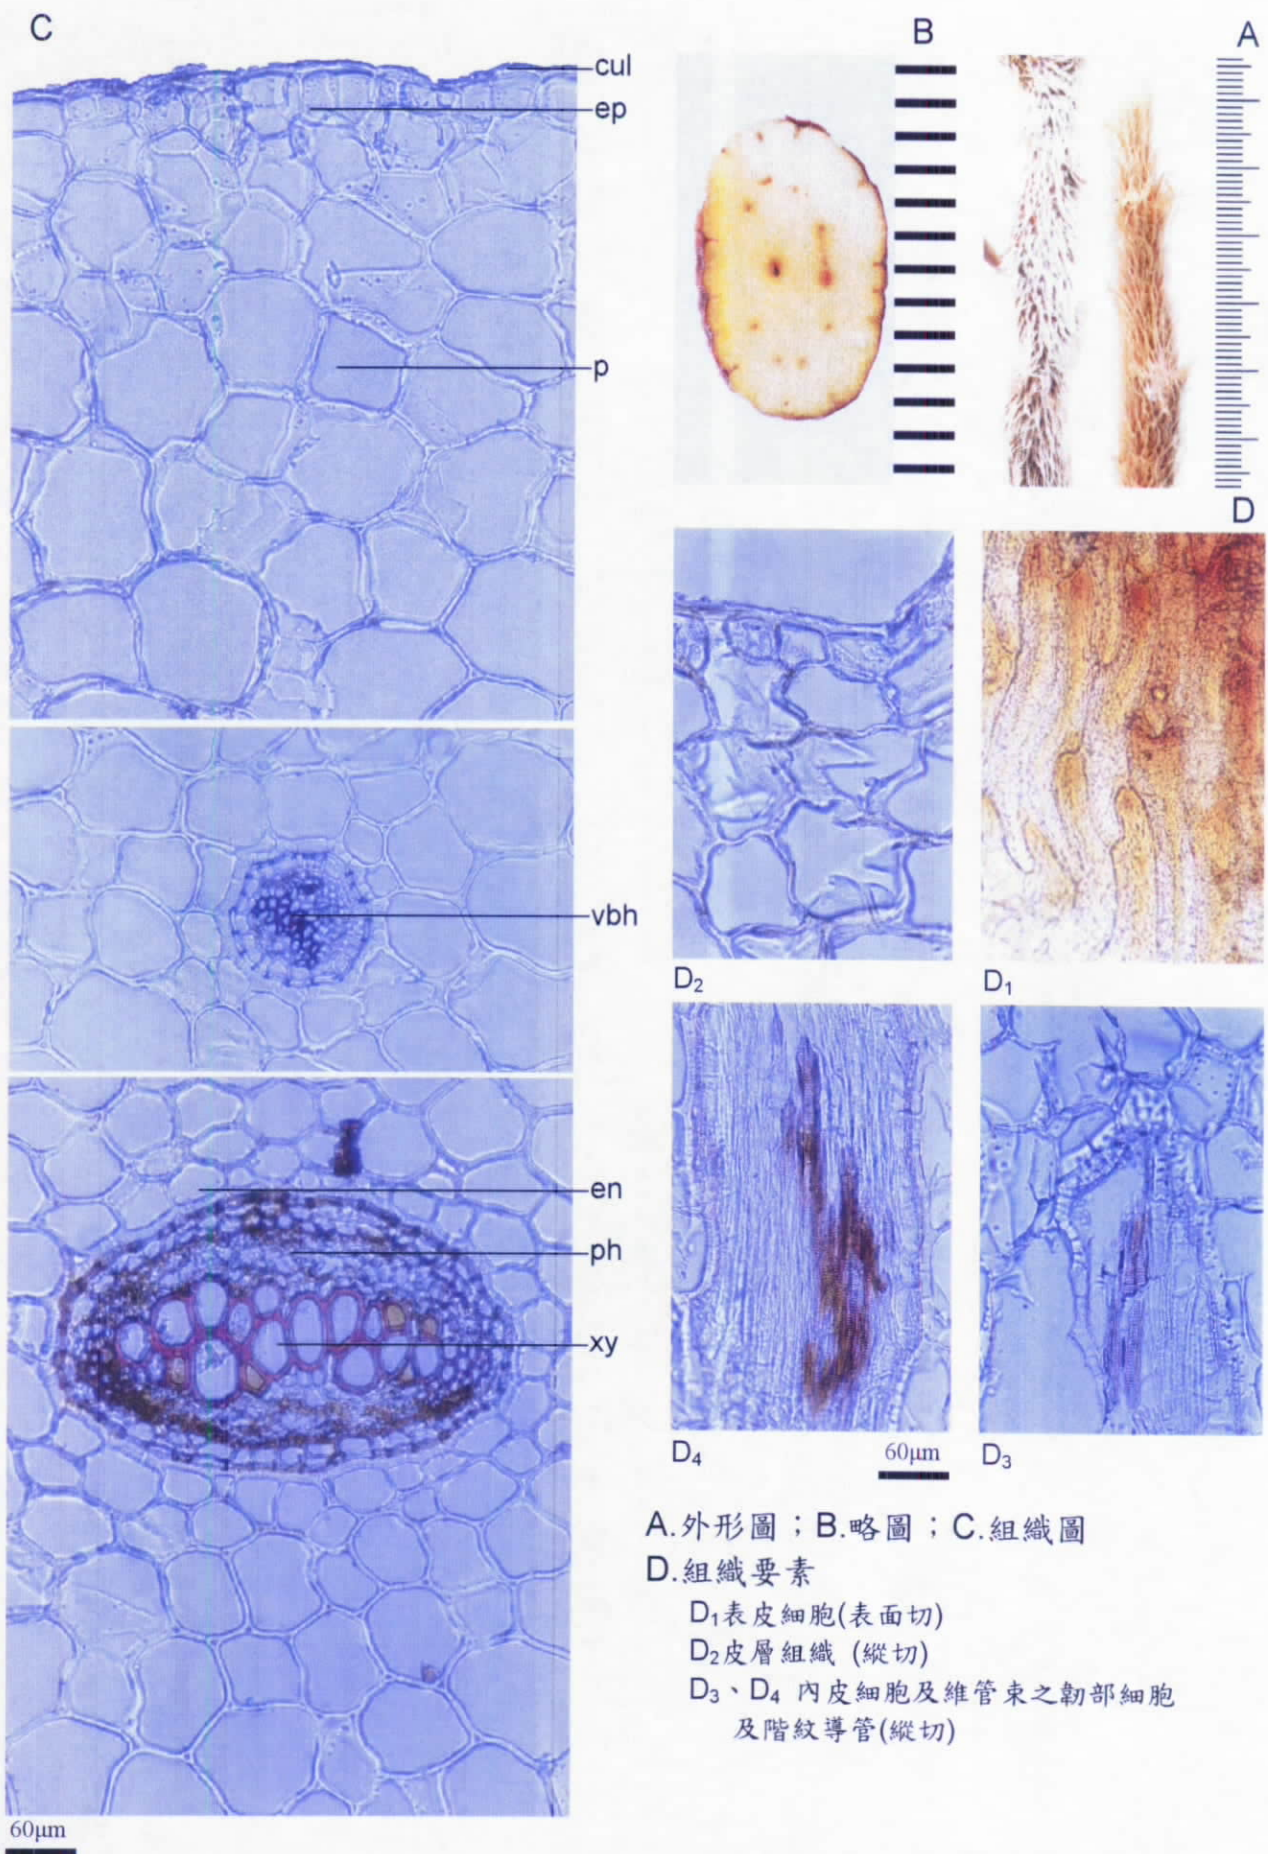 C
B
A
cul
ep
p
D
D₂
D₁
vbh
en
ph
xy
D₄
60μm
D₃
A.外形圖；B.略圖；C.組織圖
D.組織要素
D₁表皮細胞(表面切)
D₂皮層組織 (縱切)
D₃、D₄ 內皮細胞及維管束之韌部細胞
及階紋導管(縱切)
60μm